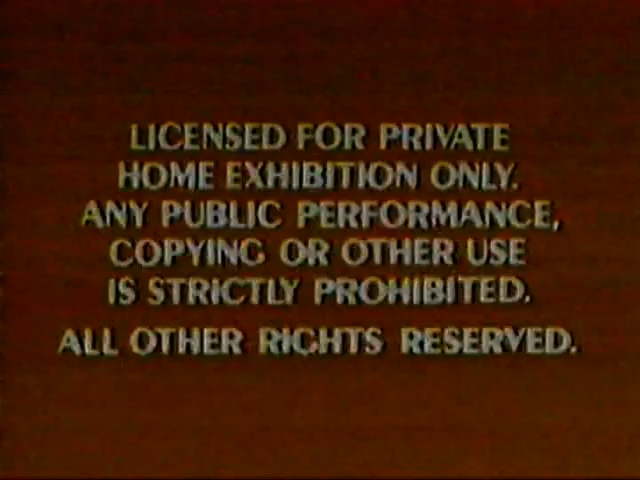 LICENSED FOR PRIVATE
HOME EXHIBITION ONLY.
ANY PUBLIC PERFORMANCE,
COPYING OR OTHER USE
IS STRICTLY PROHIBITED.
ALL OTHER RIGHTS RESERVED.